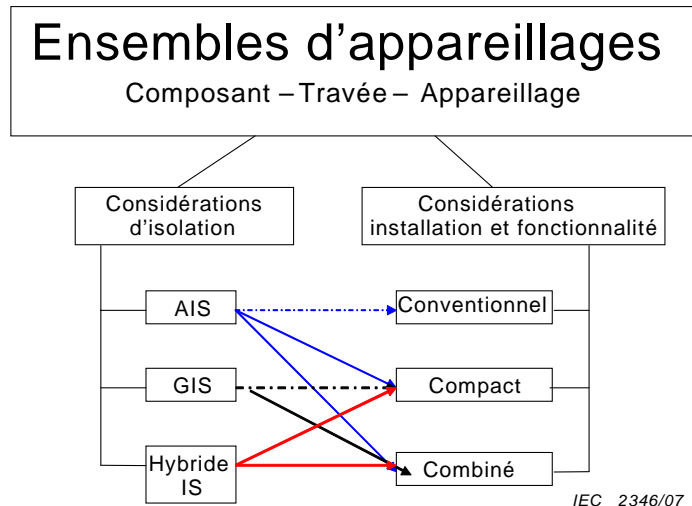 Ensembles d'appareillages
Composant – Travée – Appareillage
Considérations
d'isolation
Considérations
installation et fonctionnalité
AIS
Conventionnel
GIS
Compact
Hybride
IS
Combiné
IEC 2346/07